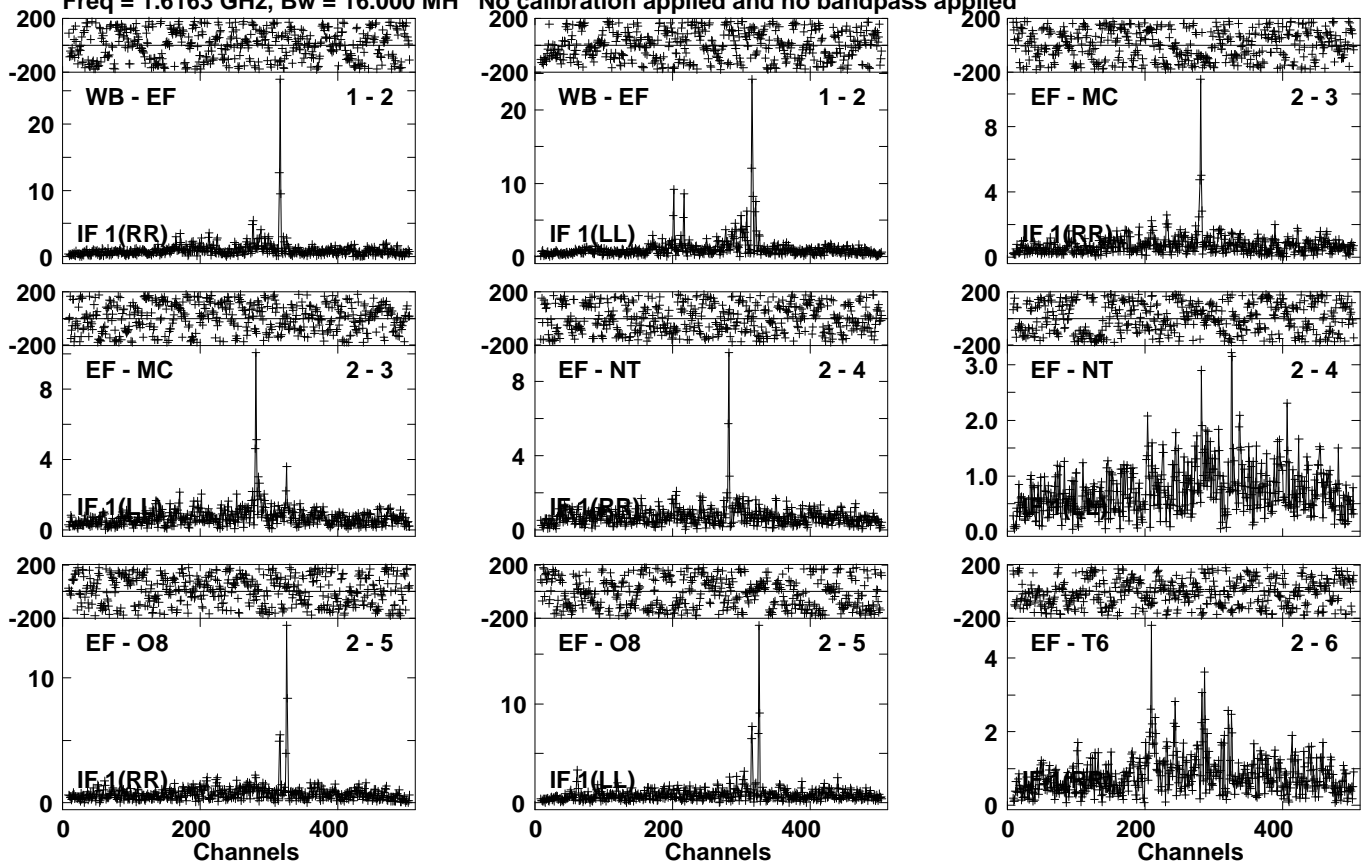 Freq = 1.6163 GHz, Bw = 16.000 MH No calibration applied and no bandpass applied
200
-200
WB - EF 1 - 2
20
10
0
IF 1(RR)
200
-200
WB - EF 1 - 2
20
10
0
IF 1(LL)
200
-200
EF - MC 2 - 3
8
4
0
IF 1(RR)
200
-200
EF - MC 2 - 3
8
4
0
IF 1(LL)
200
-200
EF - NT 2 - 4
8
4
0
IF 1(RR)
200
-200
EF - NT 2 - 4
3.0
2.0
1.0
0.0
200
-200
EF - O8 2 - 5
10
0
IF 1(RR)
0 200 400
Channels
200
-200
EF - O8 2 - 5
10
0
IF 1(LL)
0 200 400
Channels
200
-200
EF - T6 2 - 6
4
2
0
IF 1(RR)
0 200 400
Channels